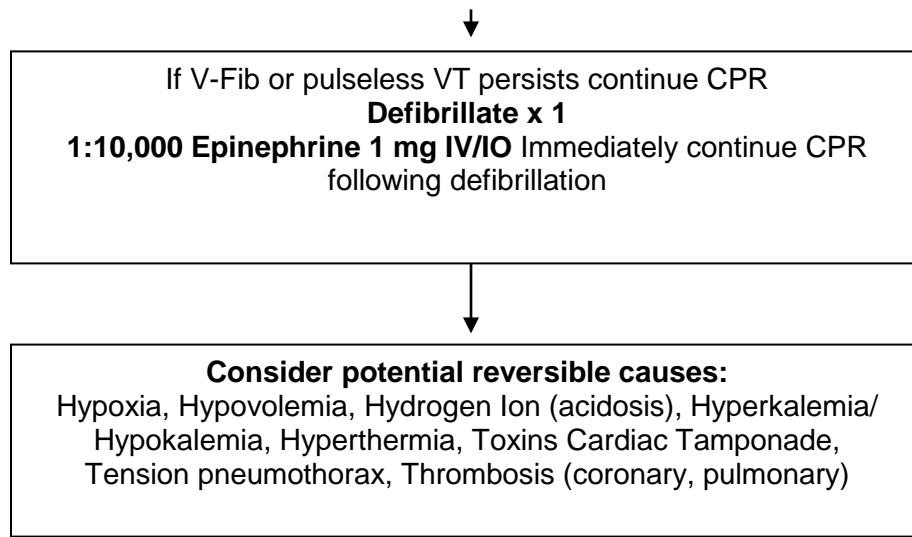 If V-Fib or pulseless VT persists continue CPR
Defibrillate x 1
1:10,000 Epinephrine 1 mg IV/IO Immediately continue CPR
following defibrillation
Consider potential reversible causes:
Hypoxia, Hypovolemia, Hydrogen Ion (acidosis), Hyperkalemia/
Hypokalemia, Hyperthermia, Toxins Cardiac Tamponade,
Tension pneumothorax, Thrombosis (coronary, pulmonary)